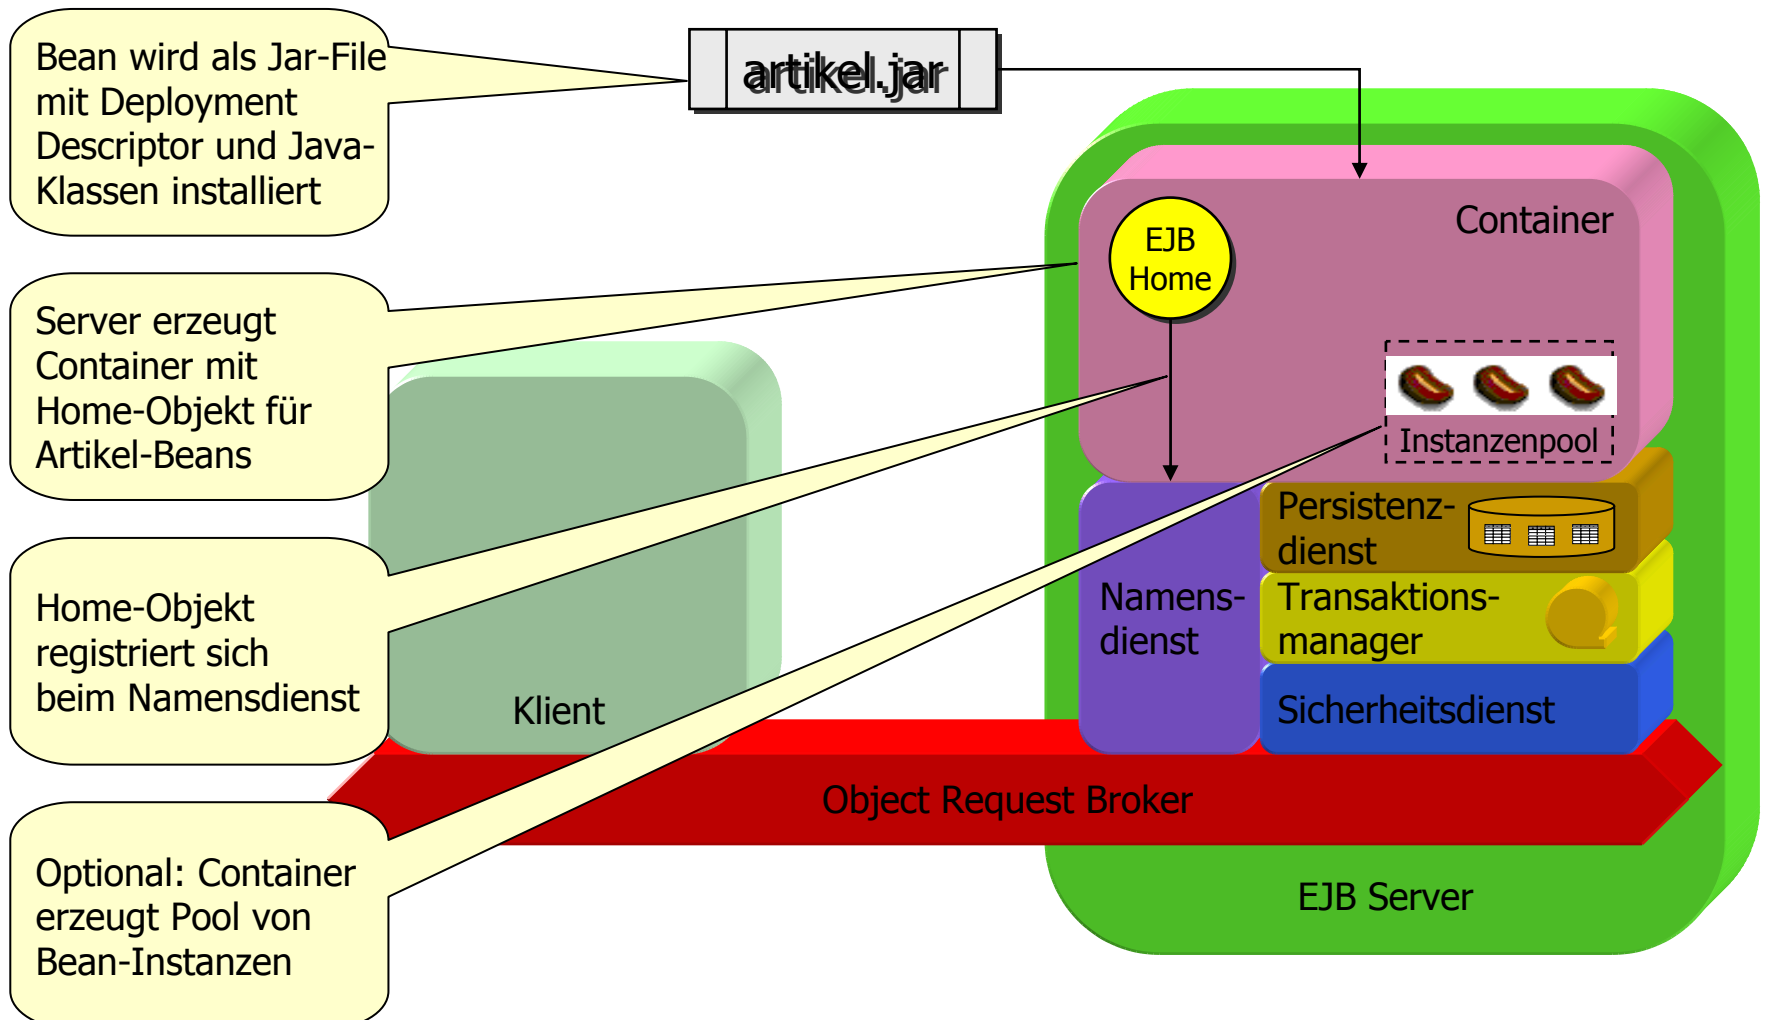 Bean wird als Jar-File
mit Deployment
Descriptor und Java-
Klassen installiert
artikel.jar
Server erzeugt
Container mit
Home-Objekt für
Artikel-Beans
Home-Objekt
registriert sich
beim Namensdienst
Optional: Container
erzeugt Pool von
Bean-Instanzen
Klient
Container
EJB
Home
Instanzenpool
Namens-
dienst
Persistenz-
dienst
Transaktions-
manager
Sicherheitsdienst
Object Request Broker
EJB Server